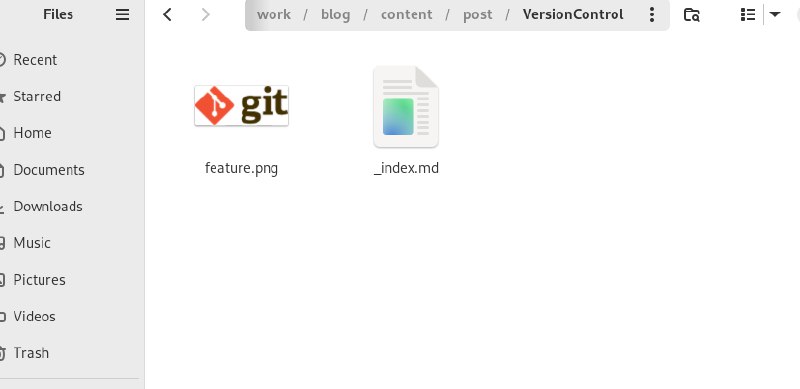 Files
work / blog / content / post / VersionControl
Recent
Starred
Home
Documents
Downloads
Music
Pictures
Videos
Trash
git
feature.png
_index.md